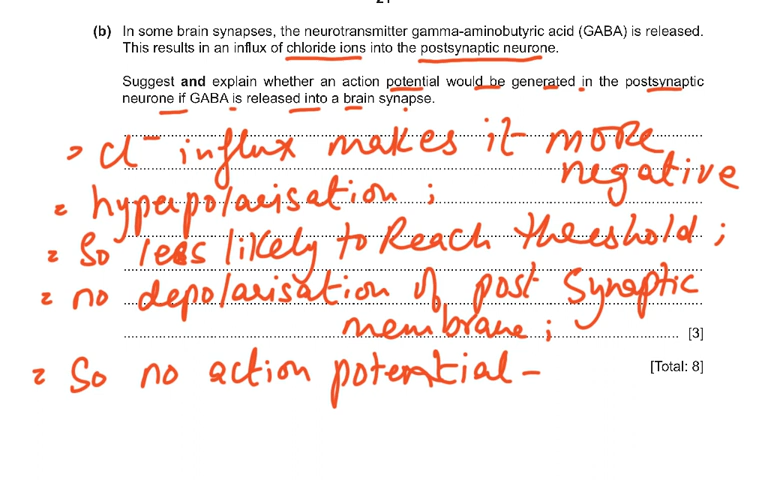 (b) In some brain synapses, the neurotransmitter gamma-aminobutyric acid (GABA) is released.
This results in an influx of chloride ions into the postsynaptic neurone.
Suggest and explain whether an action potential would be generated in the postsynaptic
neurone if GABA is released into a brain synapse.
Cl⁻ influx makes it more
negative
hyperpolarisation ;
So less likely to Reach threshold ;
no depolarisation of post Synaptic
membrane ;
[3]
So no action potential -
[Total: 8]